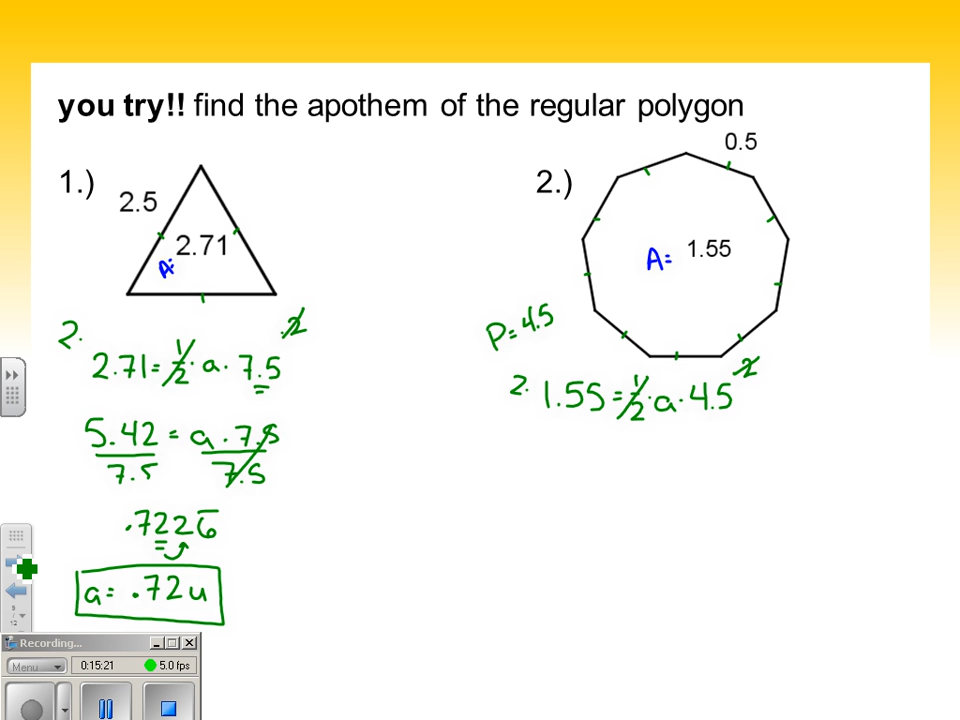 you try!! find the apothem of the regular polygon
1.)
2.5
A= 2.71
2. 2.71 = 1/2 · a · 7.5 · 2
5.42 = a · 7.5
7.5 7.5
.7226
a = .72u
2.)
0.5
A= 1.55
P = 4.5
2. 1.55 = 1/2 · a · 4.5 · 2
9 / 12
Recording...
Menu
0:15:21
5.0 fps